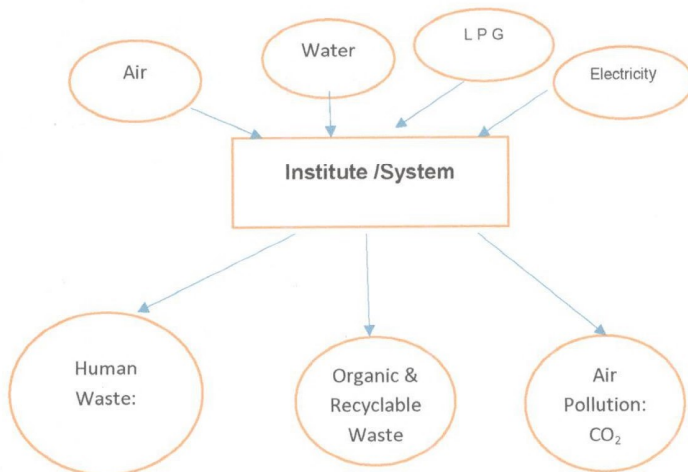 Air
Water
L P G
Electricity
Institute /System
Human
Waste:
Organic &
Recyclable
Waste
Air
Pollution:
CO₂